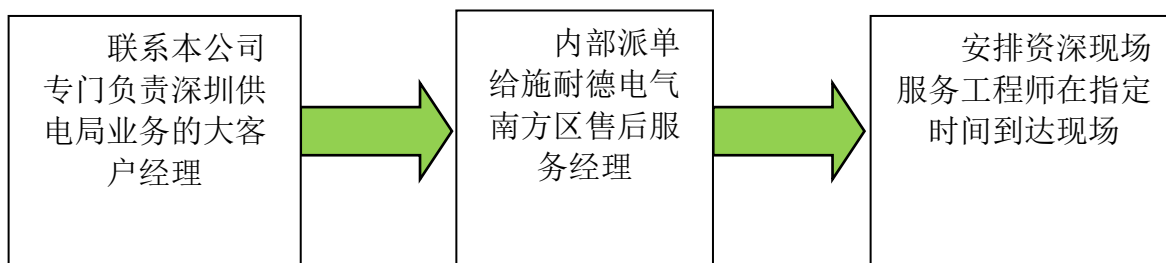 联系本公司
专门负责深圳供
电局业务的大客
户经理
内部派单
给施耐德电气
南方区售后服
务经理
安排资深现场
服务工程师在指定
时间到达现场